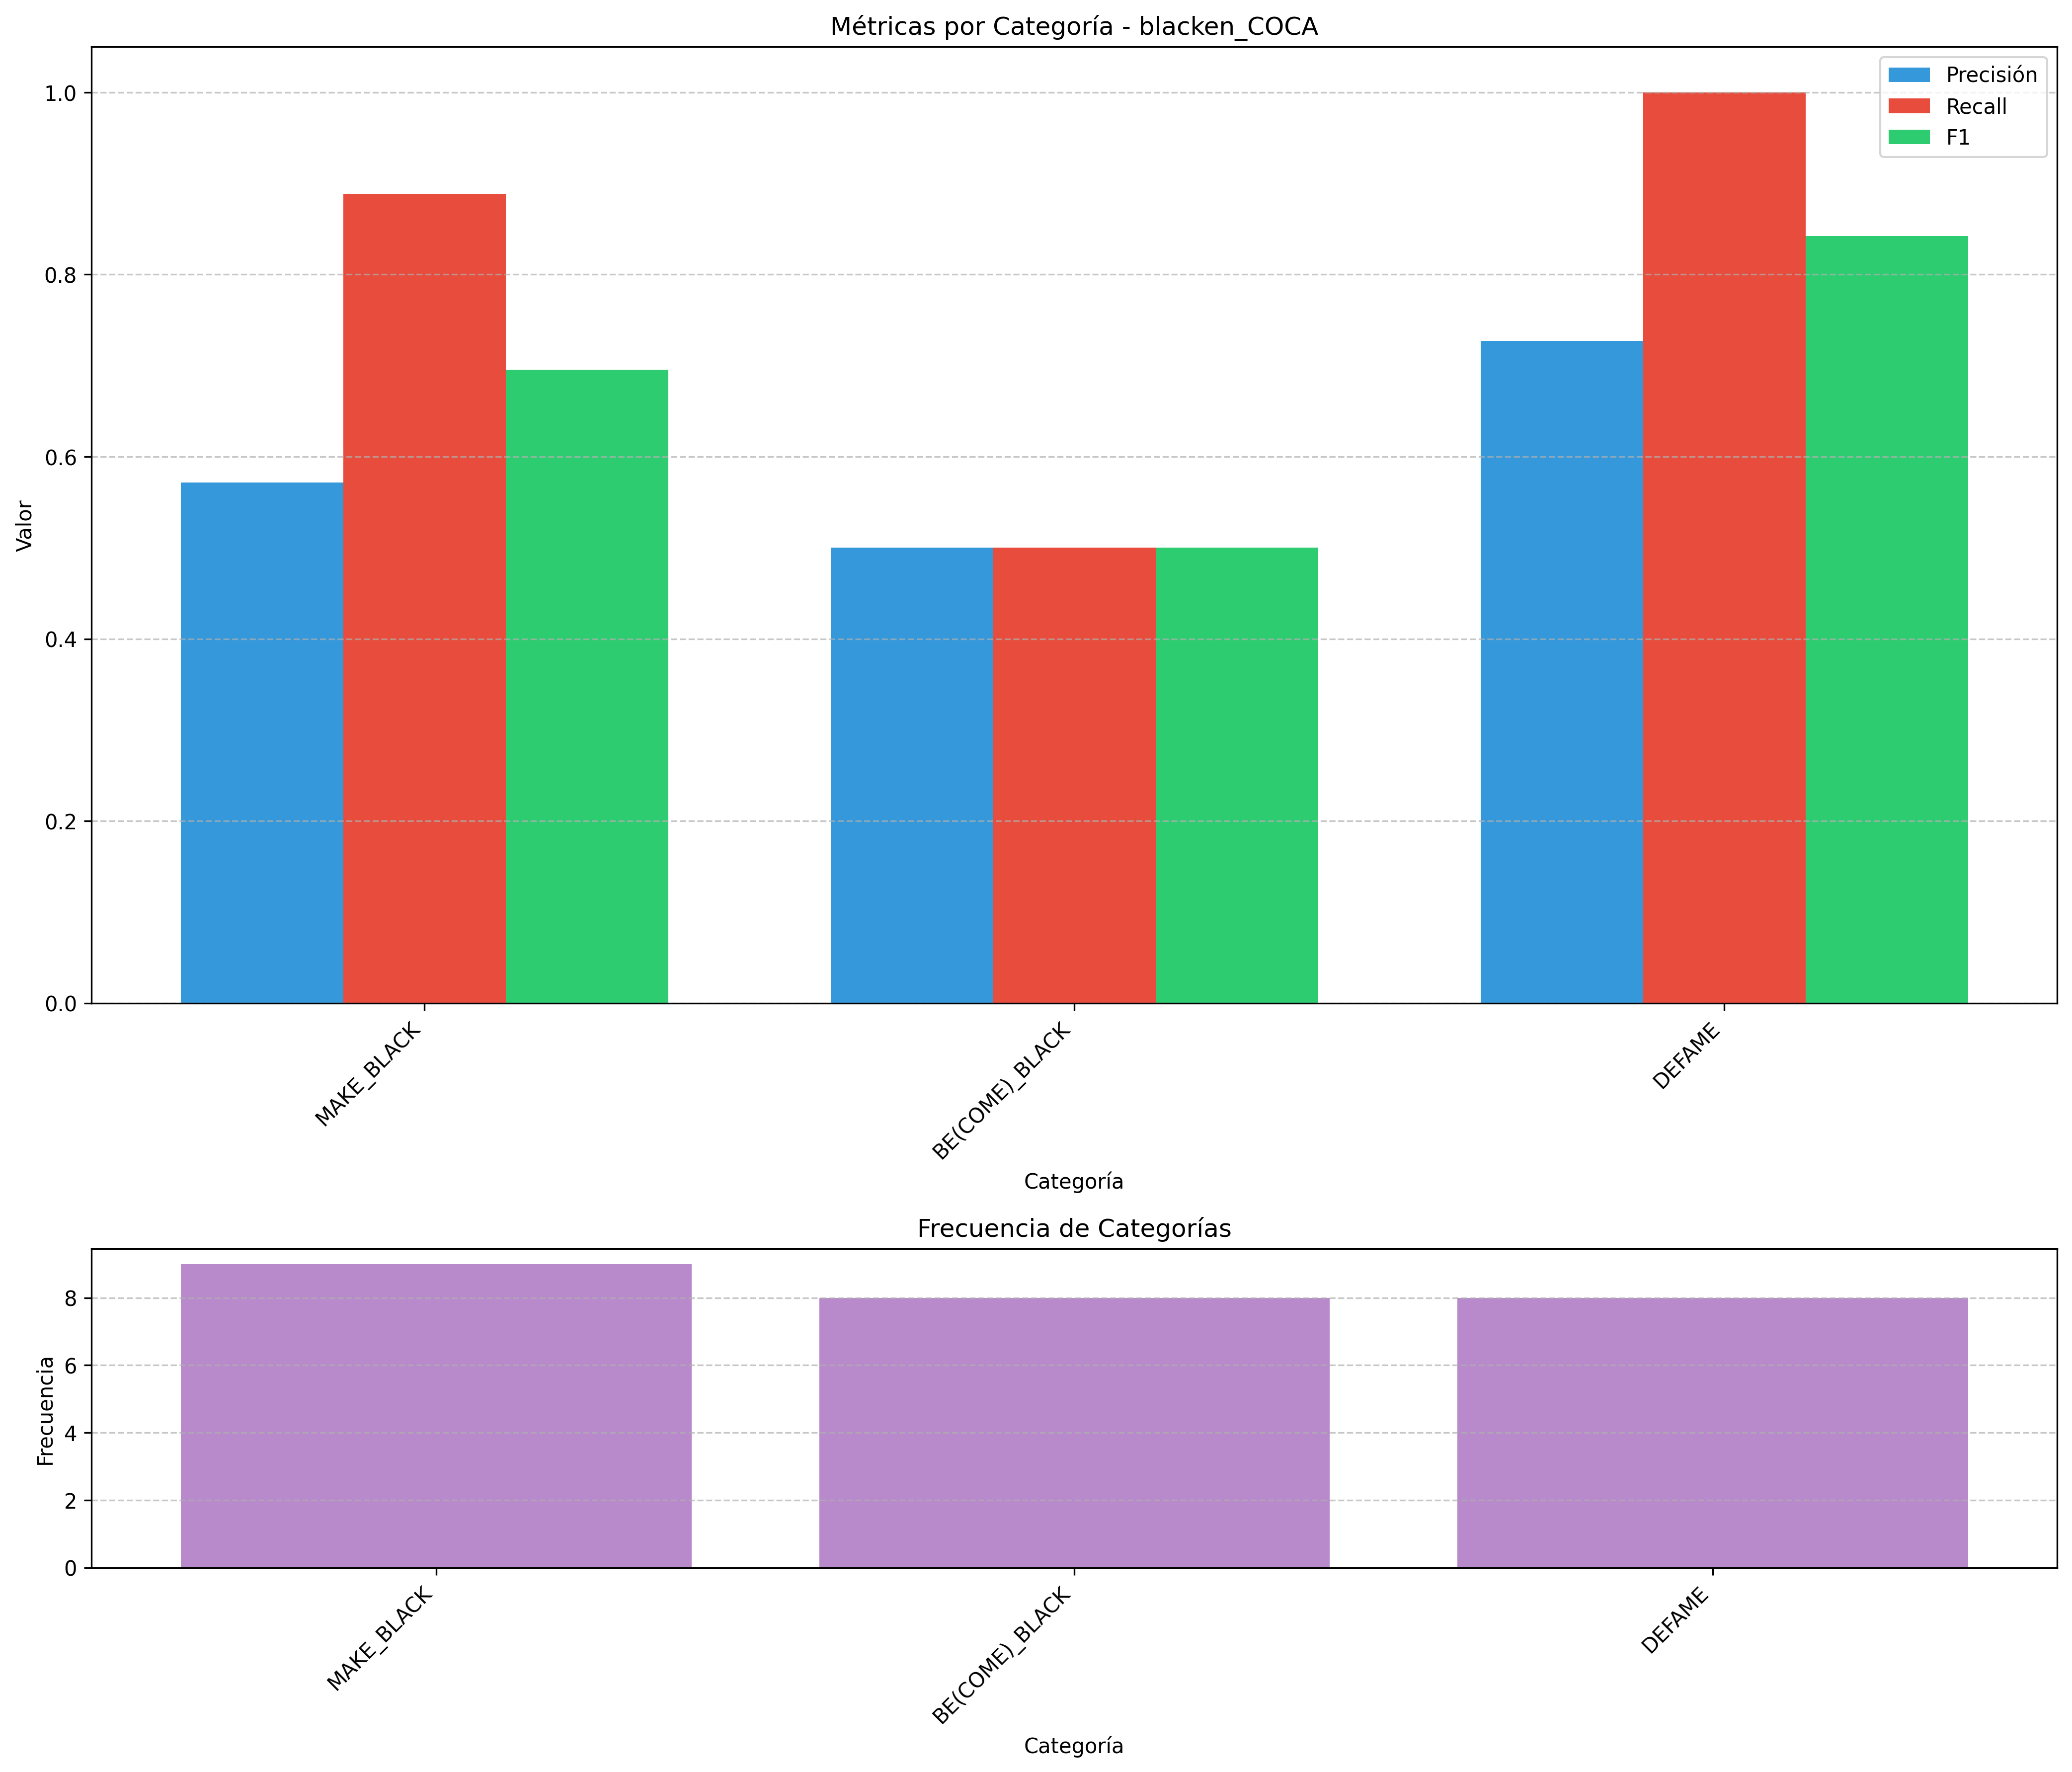 Métricas por Categoría - blacken_COCA
Precisión
Recall
F1
Valor
1.0
0.8
0.6
0.4
0.2
0.0
MAKE_BLACK
BE(COME)_BLACK
DEFAME
Categoría
Frecuencia de Categorías
Frecuencia
8
6
4
2
0
MAKE_BLACK
BE(COME)_BLACK
DEFAME
Categoría